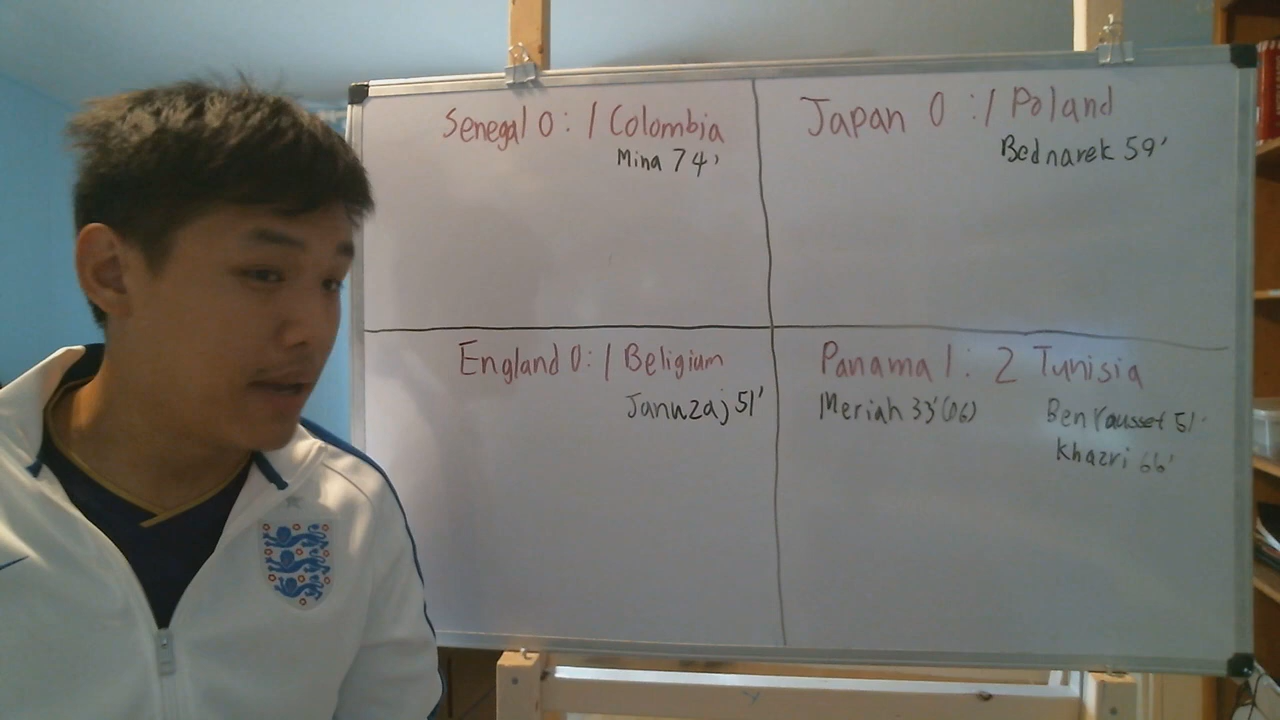 Senegal 0 : 1 Colombia
Mina 74'
Japan 0 : 1 Poland
Bednarek 59'
England 0 : 1 Beligium
Januzaj 51'
Panama 1 : 2 Tunisia
Meriah 33'(OG)
Ben Yousset 51'
Khazri 66'